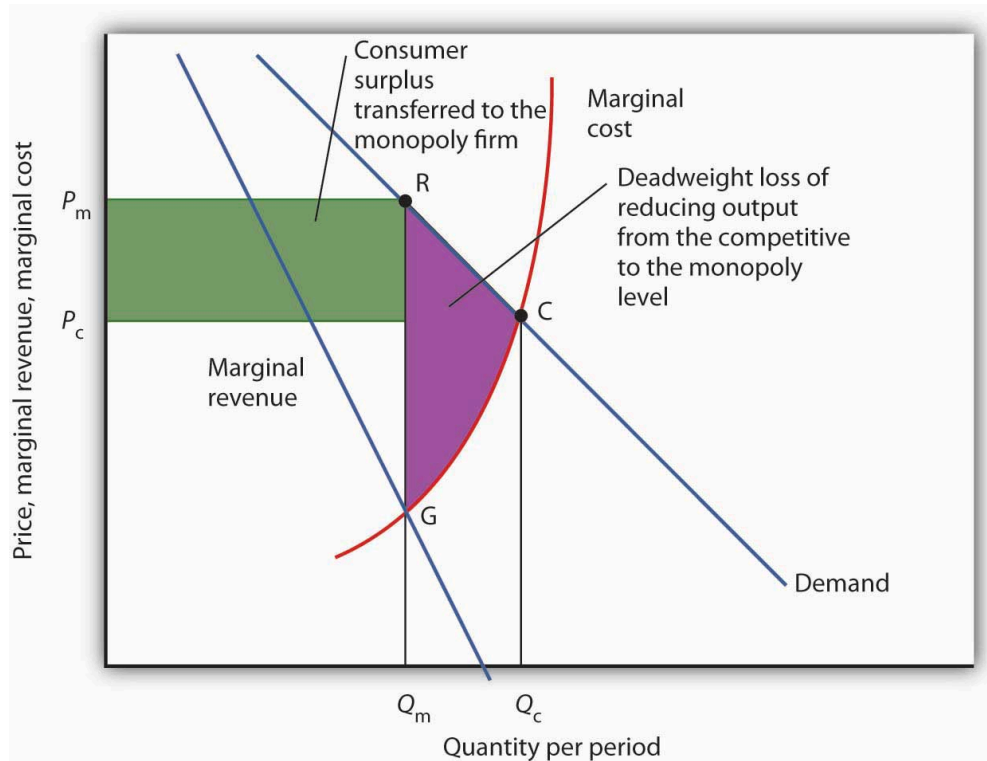 Consumer
surplus
transferred to the
monopoly firm
Marginal
cost
Deadweight loss of
reducing output
from the competitive
to the monopoly
level
R
Pm
Pc
C
Marginal
revenue
G
Demand
Qm
Qc
Quantity per period
Price, marginal revenue, marginal cost